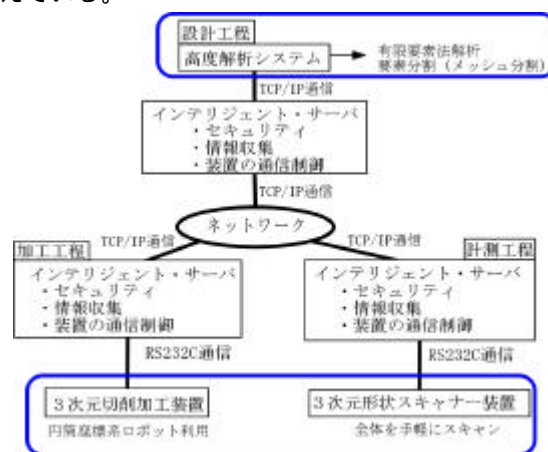 設計工程
高度解析システム
有限要素法解析
要素分割（メッシュ分割）
TCP/IP通信
インテリジェント・サーバ
・セキュリティ
・情報収集
・装置の通信制御
TCP/IP通信
ネットワーク
TCP/IP通信
TCP/IP通信
加工工程
インテリジェント・サーバ
・セキュリティ
・情報収集
・装置の通信制御
計測工程
インテリジェント・サーバ
・セキュリティ
・情報収集
・装置の通信制御
RS232C通信
RS232C通信
3次元切削加工装置
円筒座標系ロボット利用
3次元形状スキャナー装置
全体を手軽にスキャン